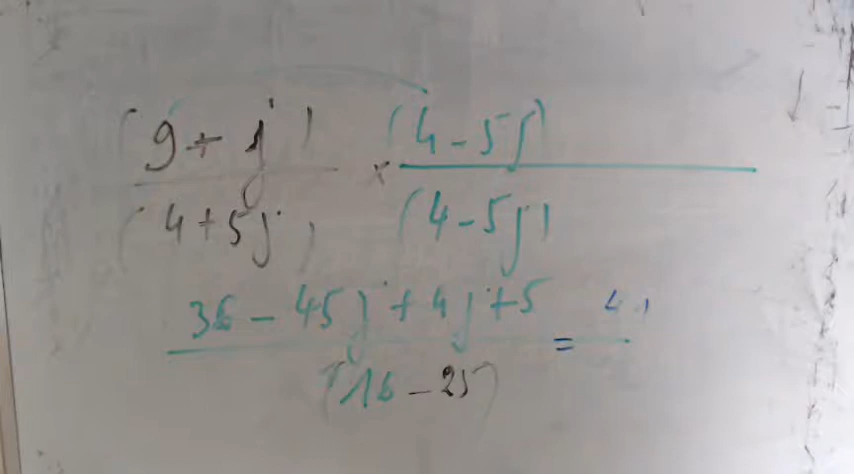 (9+j) × (4-5j)
(4+5j) (4-5j)
36-45j+4j+5 = 4
(16-25)